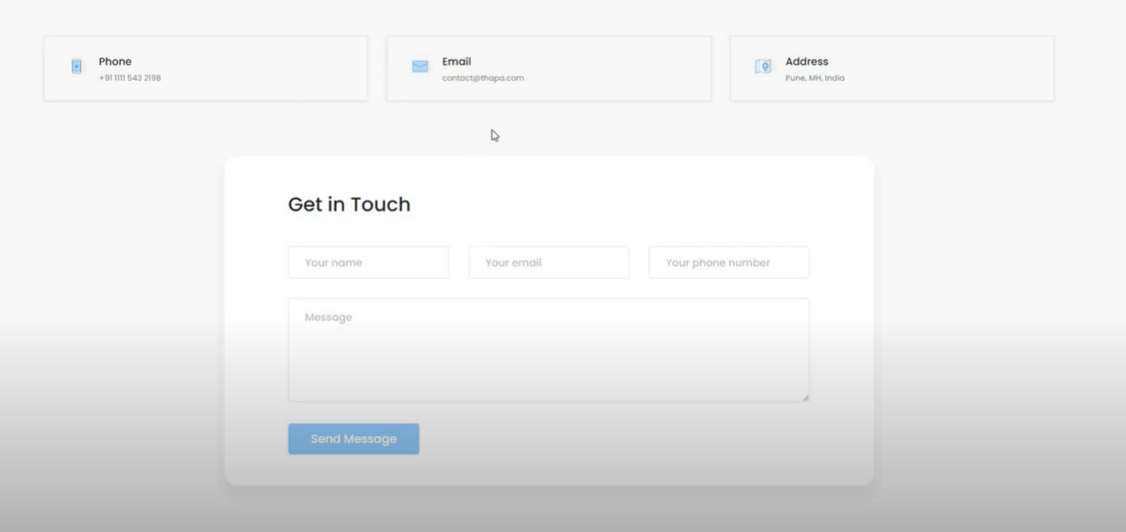 Phone
+91 1111 543 2198
Email
contact@thapa.com
Address
Pune, MH, India
Get in Touch
Your name
Your email
Your phone number
Message
Send Message